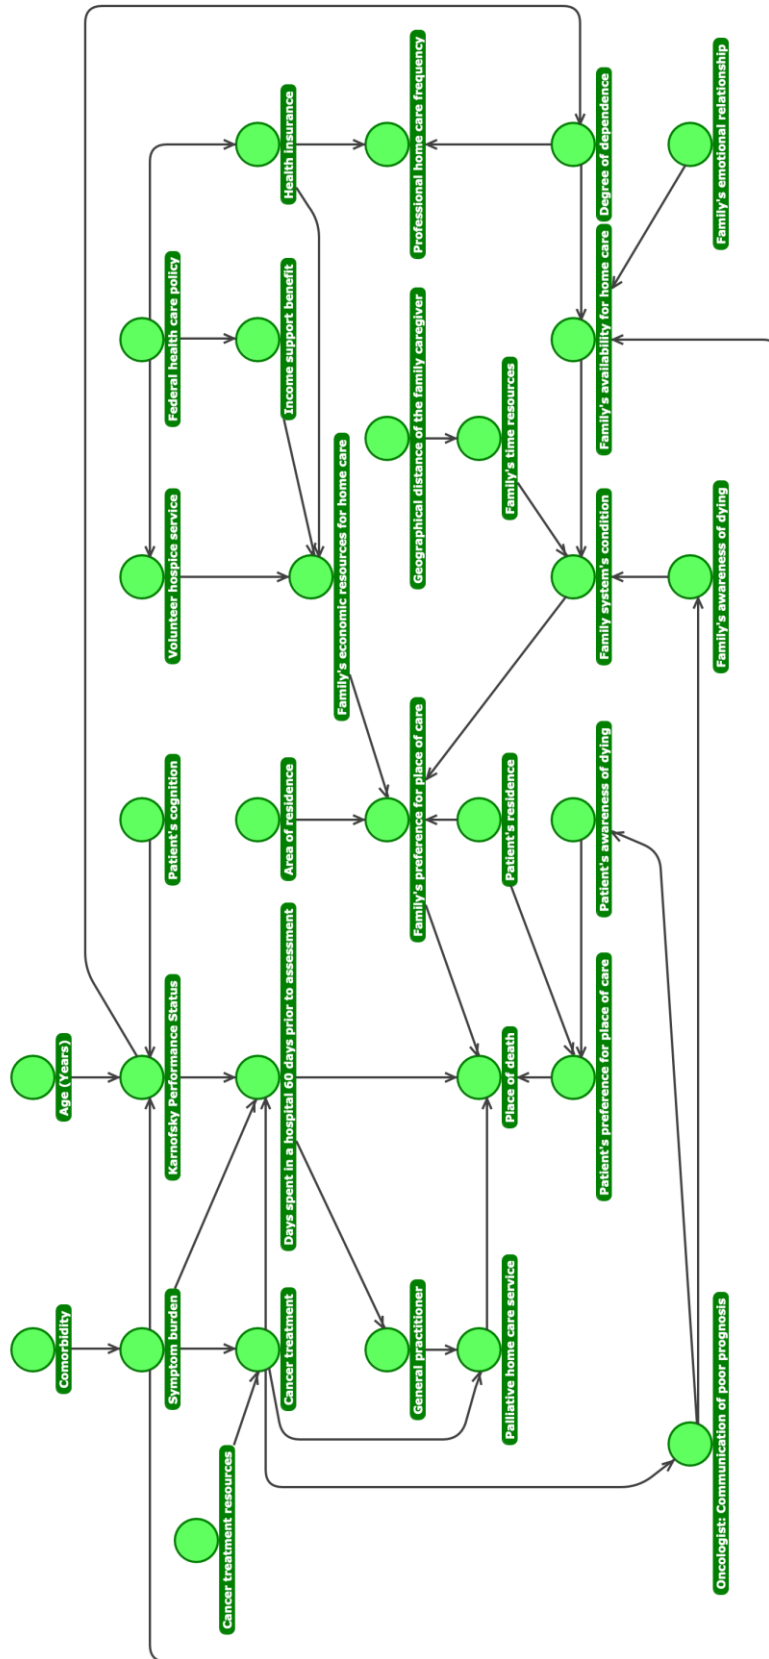 Age (Years)
Comorbidity
Federal health care policy
Volunteer hospice service
Patient's cognition
Karnofsky Performance Status
Symptom burden
Cancer treatment resources
Health insurance
Income support benefit
Area of residence
Days spent in a hospital 60 days prior to assessment
Cancer treatment
Family's economic resources for home care
Professional home care frequency
Geographical distance of the family caregiver
Family's preference for place of care
General practitioner
Family's time resources
Patient's residence
Place of death
Palliative home care service
Degree of dependence
Family's availability for home care
Family system's condition
Patient's awareness of dying
Patient's preference for place of care
Family's emotional relationship
Family's awareness of dying
Oncologist: Communication of poor prognosis